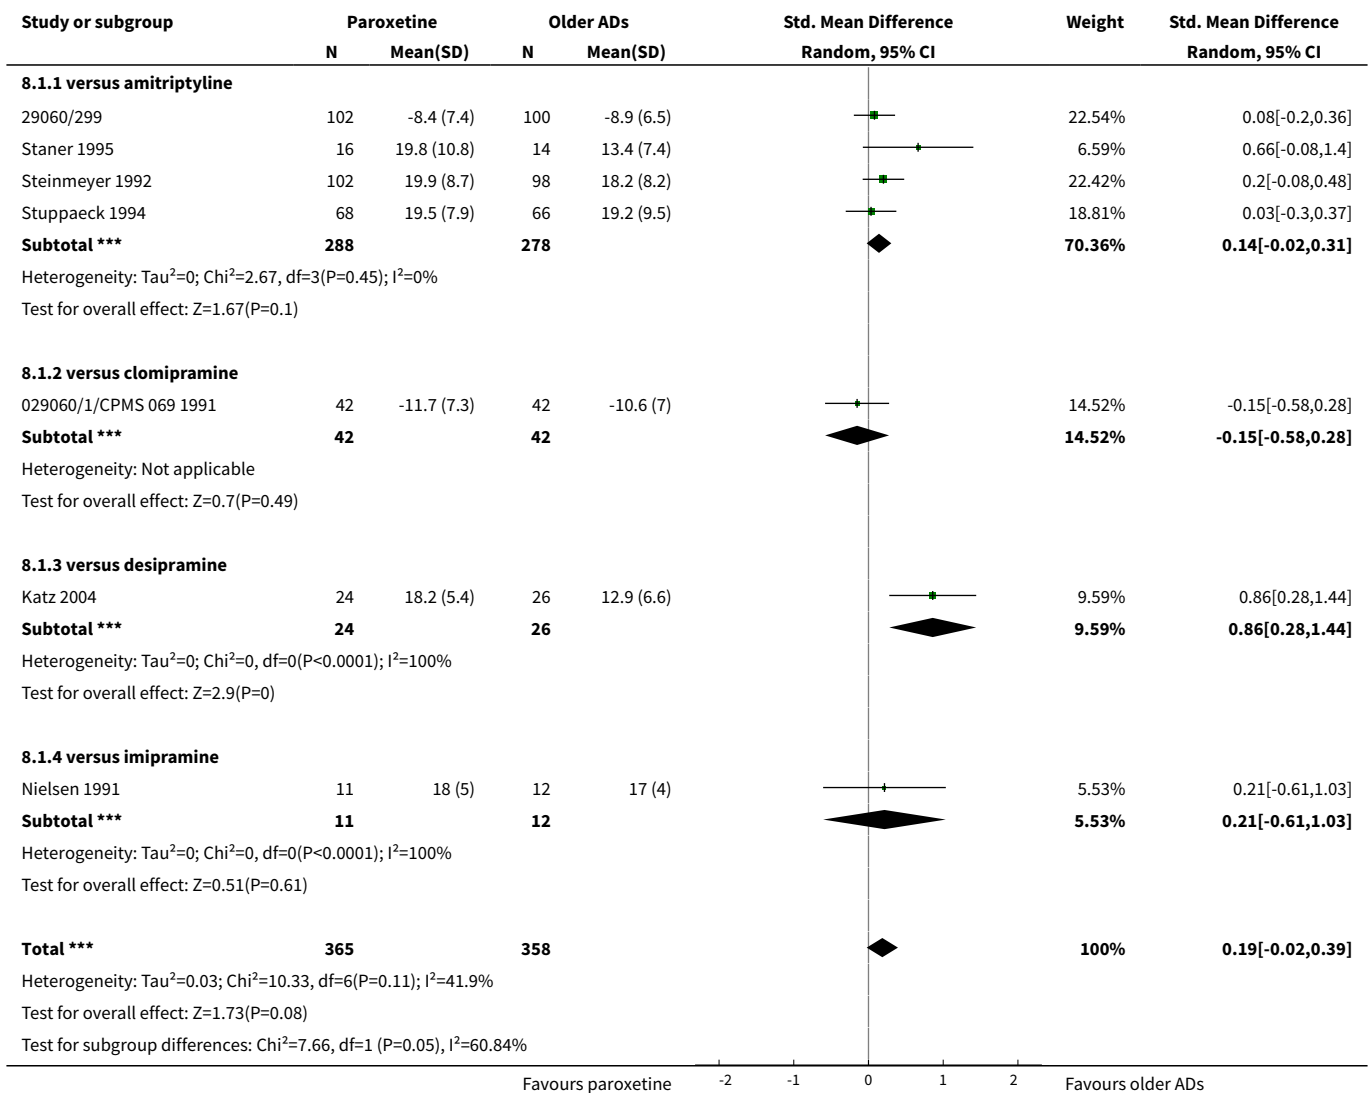 Study or subgroup Paroxetine Older ADs Std. Mean Difference Weight Std. Mean Difference
N Mean(SD) N Mean(SD) Random, 95% CI Random, 95% CI
8.1.1 versus amitriptyline
29060/299 102 -8.4 (7.4) 100 -8.9 (6.5) 22.54% 0.08[-0.2,0.36]
Staner 1995 16 19.8 (10.8) 14 13.4 (7.4) 6.59% 0.66[-0.08,1.4]
Steinmeyer 1992 102 19.9 (8.7) 98 18.2 (8.2) 22.42% 0.2[-0.08,0.48]
Stuppaeck 1994 68 19.5 (7.9) 66 19.2 (9.5) 18.81% 0.03[-0.3,0.37]
Subtotal *** 288 278 70.36% 0.14[-0.02,0.31]
Heterogeneity: Tau²=0; Chi²=2.67, df=3(P=0.45); I²=0%
Test for overall effect: Z=1.67(P=0.1)
8.1.2 versus clomipramine
029060/1/CPMS 069 1991 42 -11.7 (7.3) 42 -10.6 (7) 14.52% -0.15[-0.58,0.28]
Subtotal *** 42 42 14.52% -0.15[-0.58,0.28]
Heterogeneity: Not applicable
Test for overall effect: Z=0.7(P=0.49)
8.1.3 versus desipramine
Katz 2004 24 18.2 (5.4) 26 12.9 (6.6) 9.59% 0.86[0.28,1.44]
Subtotal *** 24 26 9.59% 0.86[0.28,1.44]
Heterogeneity: Tau²=0; Chi²=0, df=0(P<0.0001); I²=100%
Test for overall effect: Z=2.9(P=0)
8.1.4 versus imipramine
Nielsen 1991 11 18 (5) 12 17 (4) 5.53% 0.21[-0.61,1.03]
Subtotal *** 11 12 5.53% 0.21[-0.61,1.03]
Heterogeneity: Tau²=0; Chi²=0, df=0(P<0.0001); I²=100%
Test for overall effect: Z=0.51(P=0.61)
Total *** 365 358 100% 0.19[-0.02,0.39]
Heterogeneity: Tau²=0.03; Chi²=10.33, df=6(P=0.11); I²=41.9%
Test for overall effect: Z=1.73(P=0.08)
Test for subgroup differences: Chi²=7.66, df=1 (P=0.05), I²=60.84%
Favours paroxetine -2 -1 0 1 2 Favours older ADs